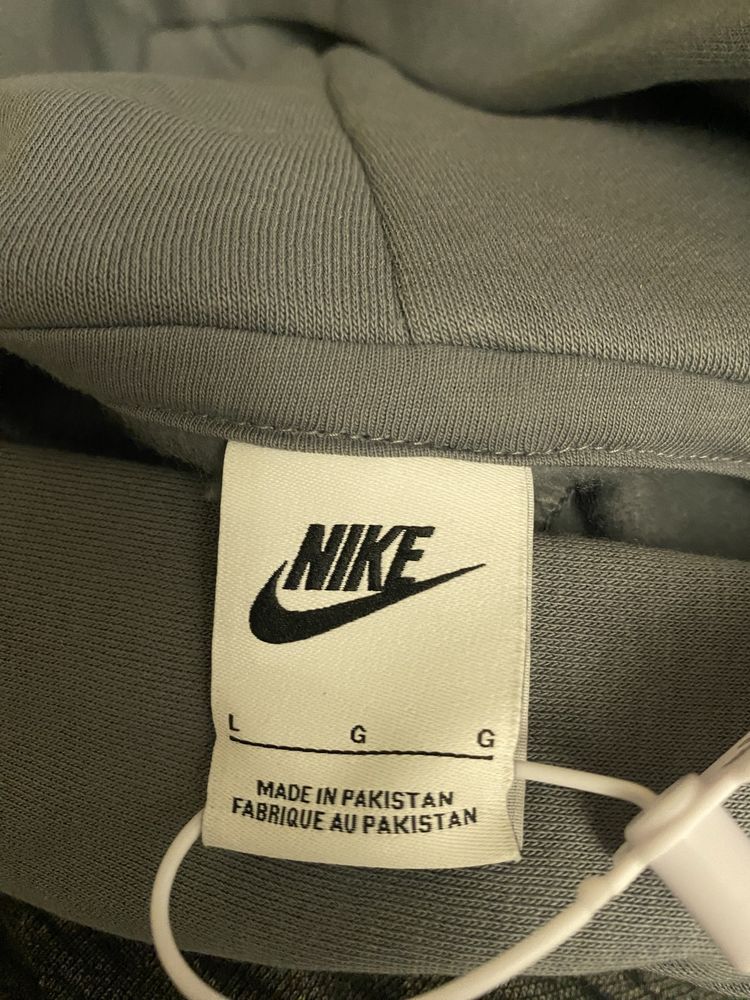 NIKE
L G G
MADE IN PAKISTAN
FABRIQUE AU PAKISTAN